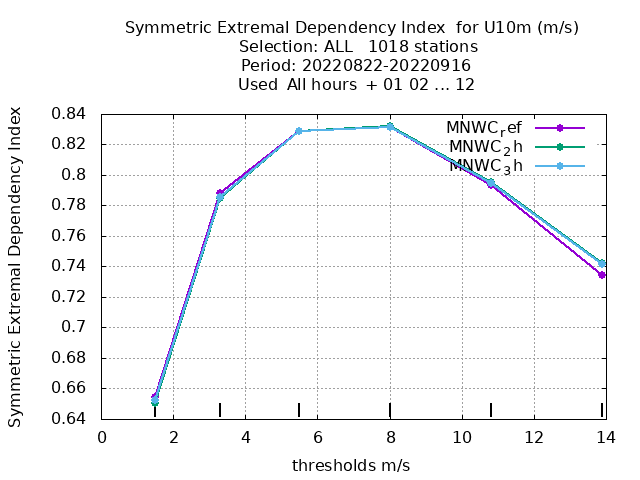 Symmetric Extremal Dependency Index  for U10m (m/s)
Selection: ALL   1018 stations
Period: 20220822-20220916
Used  All hours  + 01 02 ... 12
Symmetric Extremal Dependency Index
0.84
0.82
0.8
0.78
0.76
0.74
0.72
0.7
0.68
0.66
0.64
MNWC_ref
MNWC_2h
MNWC_3h
0 2 4 6 8 10 12 14
thresholds m/s